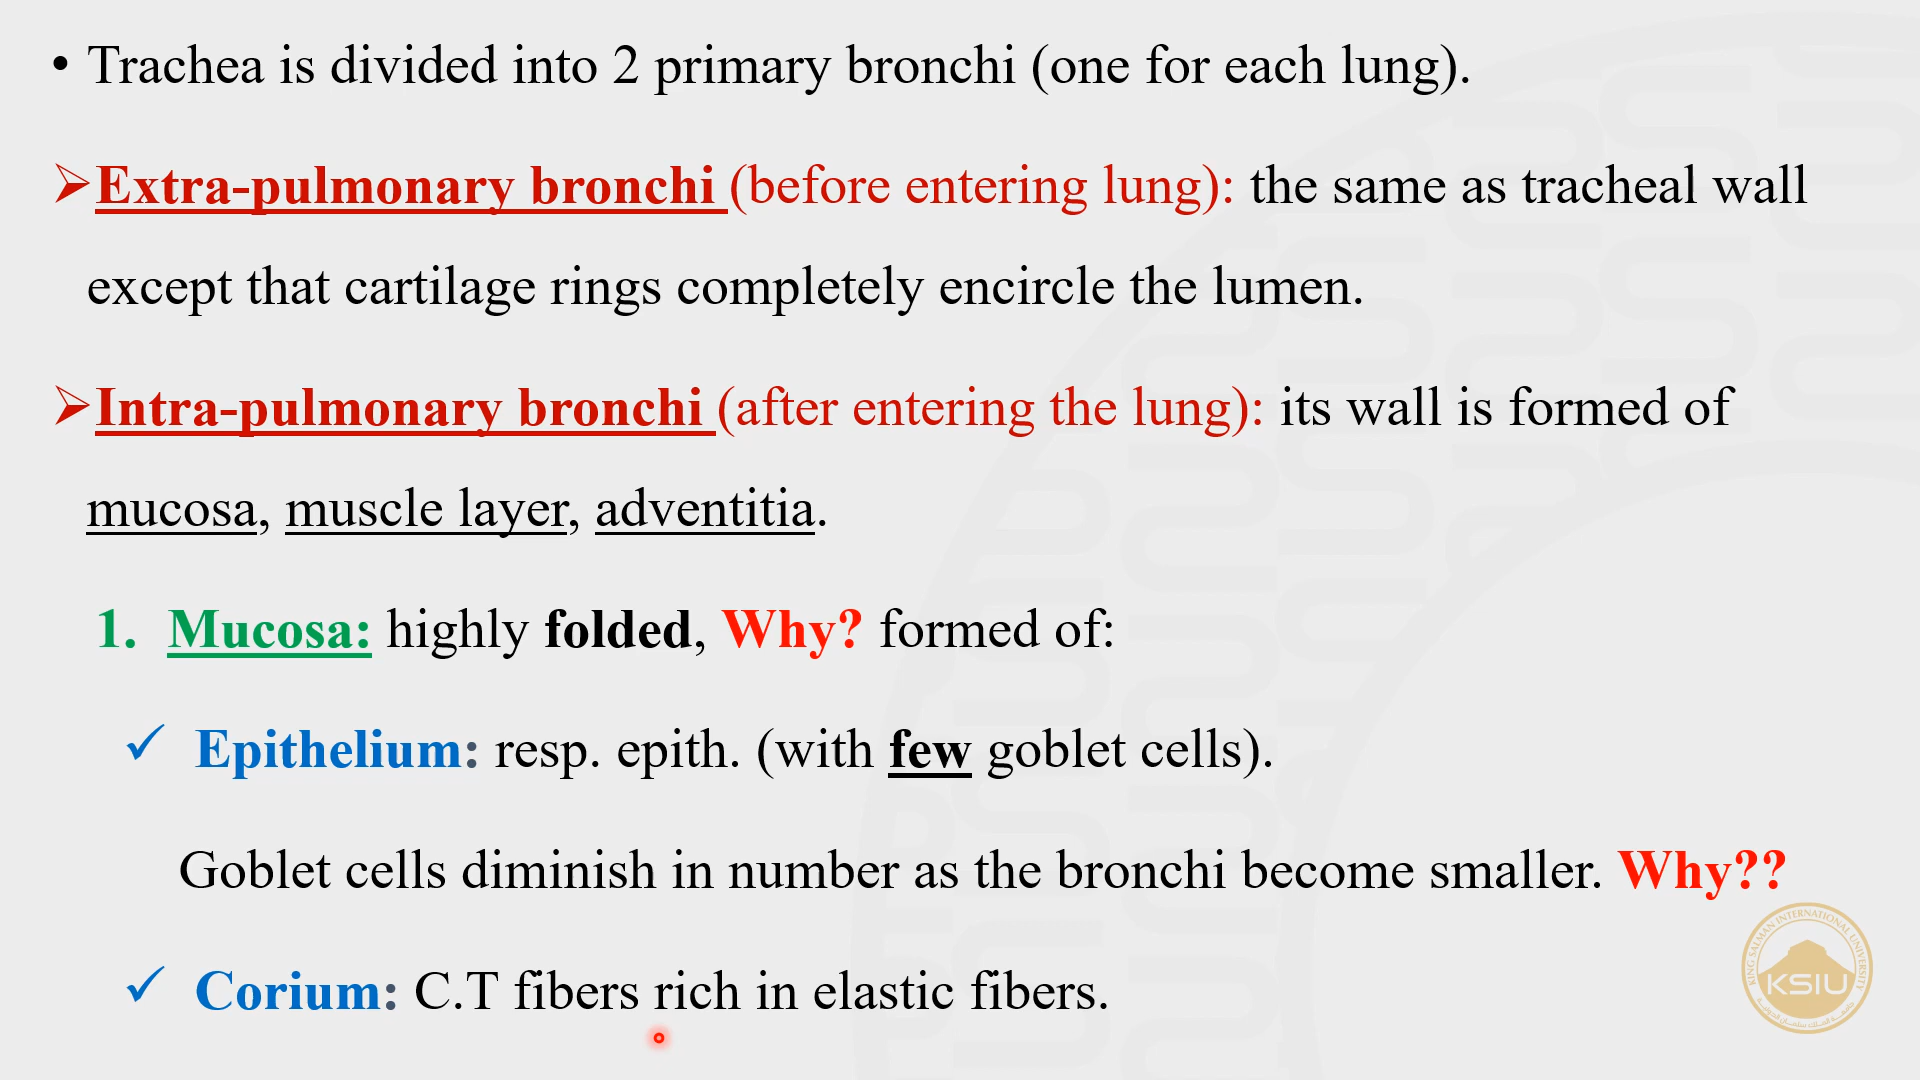 • Trachea is divided into 2 primary bronchi (one for each lung).
➢ Extra-pulmonary bronchi (before entering lung): the same as tracheal wall
except that cartilage rings completely encircle the lumen.
➢ Intra-pulmonary bronchi (after entering the lung): its wall is formed of
mucosa, muscle layer, adventitia.
1. Mucosa: highly folded, Why? formed of:
✓ Epithelium: resp. epith. (with few goblet cells).
Goblet cells diminish in number as the bronchi become smaller. Why??
✓ Corium: C.T fibers rich in elastic fibers.
KING SALMAN INTERNATIONAL UNIVERSITY
KSIU